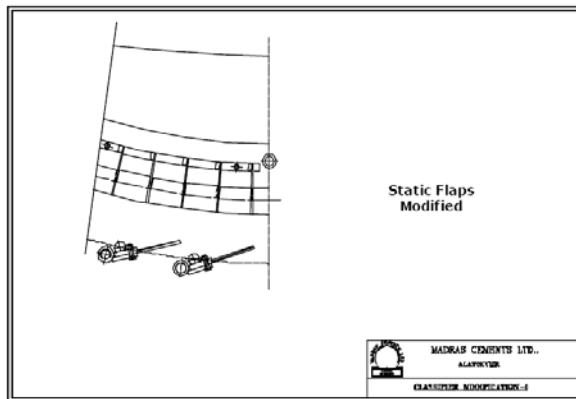 Static Flaps
Modified
MADRAS CEMENTS LTD.,
CLASSIFIER MODIFICATION-